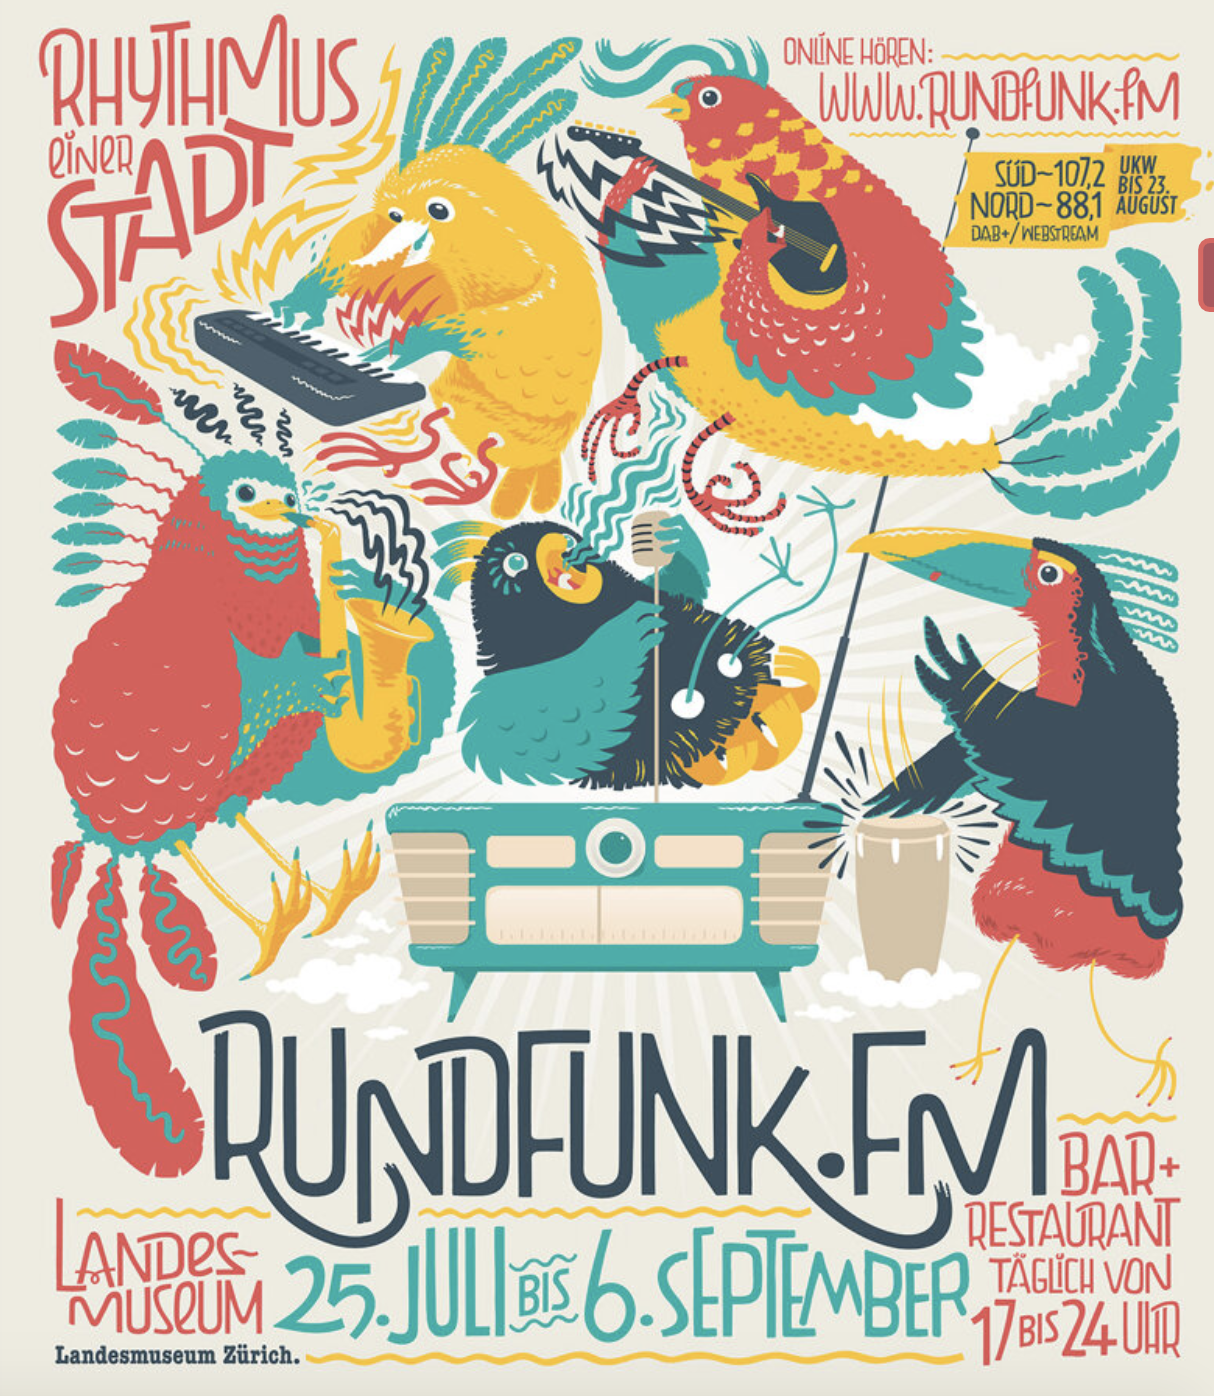 RHYTHMUS
einer
STADT
ONLINE HÖREN:
WWW.RUNDFUNK.FM
SÜD~107,2
NORD~88,1
DAB+/WEBSTREAM
UKW
BIS 23.
AUGUST
RUNDFUNK.FM
BAR+
RESTAURANT
TÄGLICH VON
17 BIS 24 UHR
LANDES-
MUSEUM
25. JULI BIS 6. SEPTEMBER
Landesmuseum Zürich.